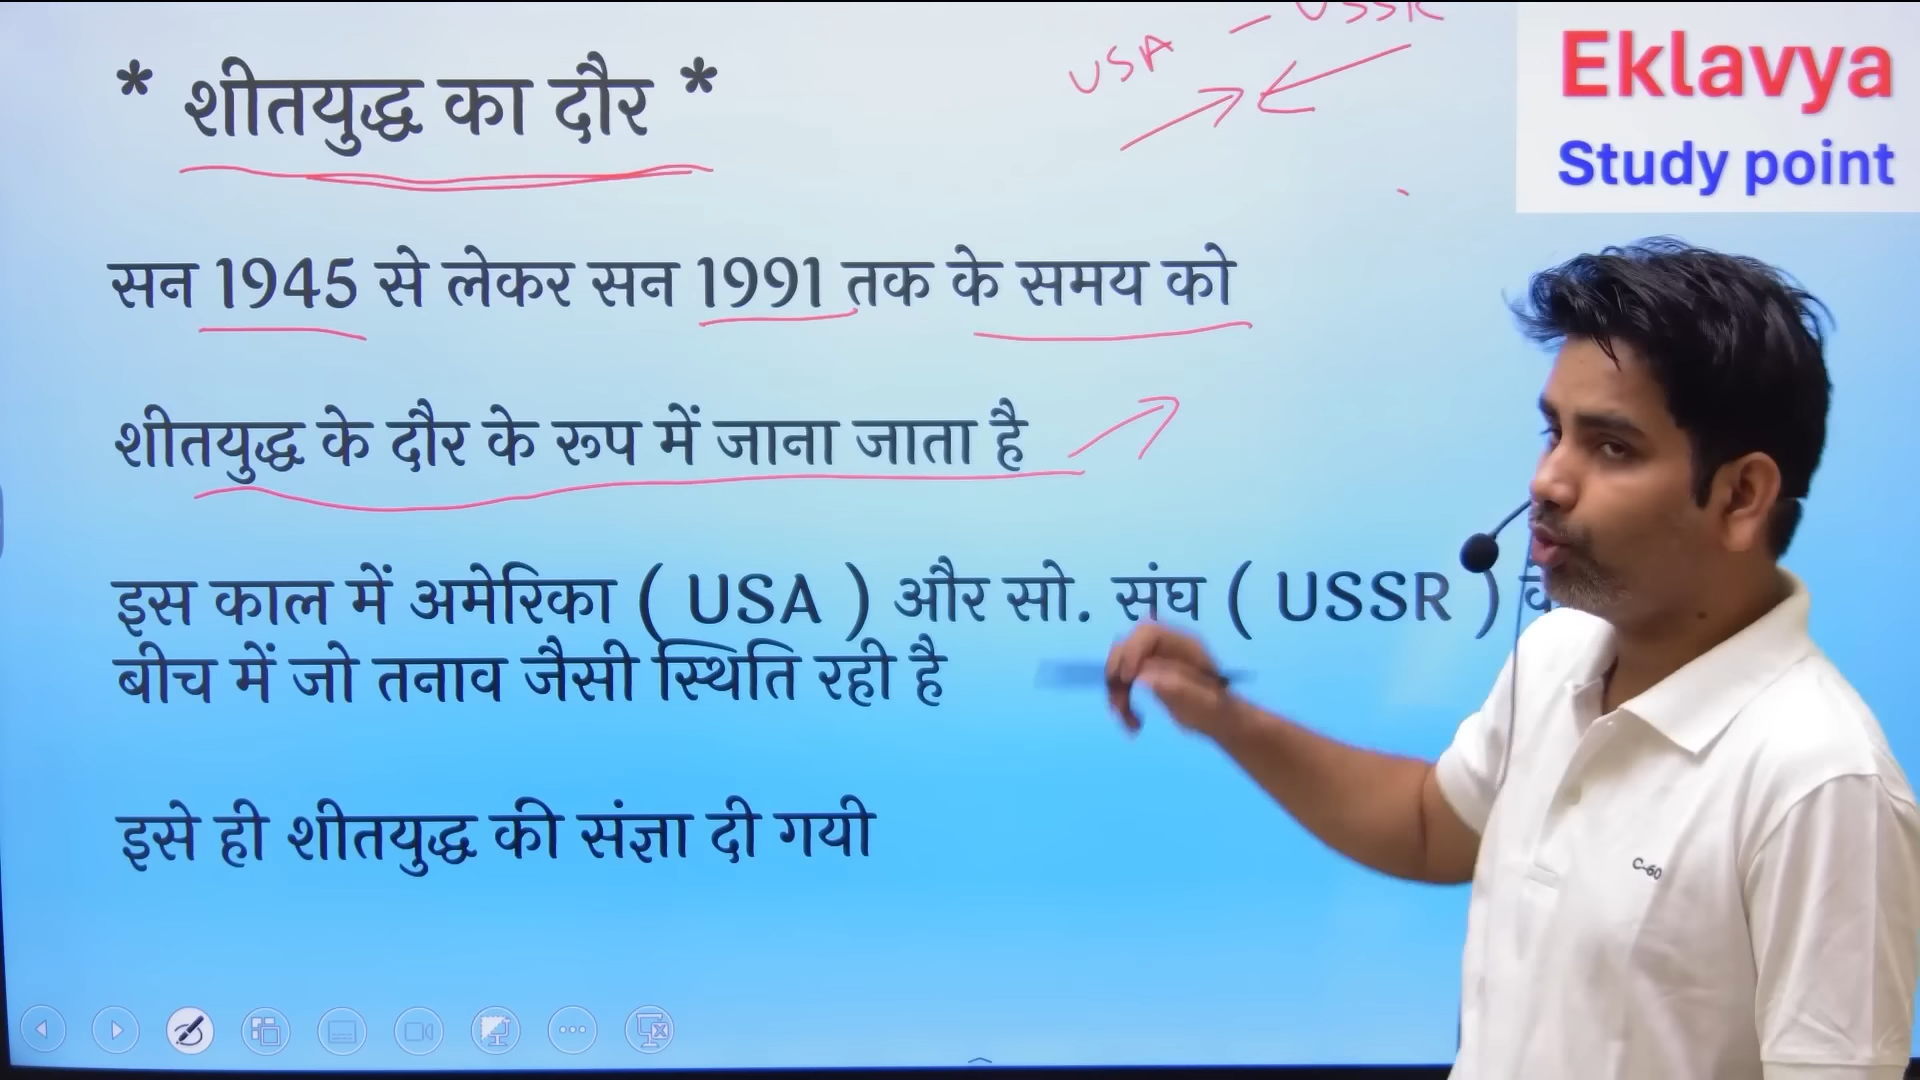 * शीतयुद्ध का दौर *
USA - USSR
Eklavya
Study point
सन 1945 से लेकर सन 1991 तक के समय को
शीतयुद्ध के दौर के रूप में जाना जाता है
इस काल में अमेरिका ( USA ) और सो. संघ ( USSR )
बीच में जो तनाव जैसी स्थिति रही है
इसे ही शीतयुद्ध की संज्ञा दी गयी
C-60